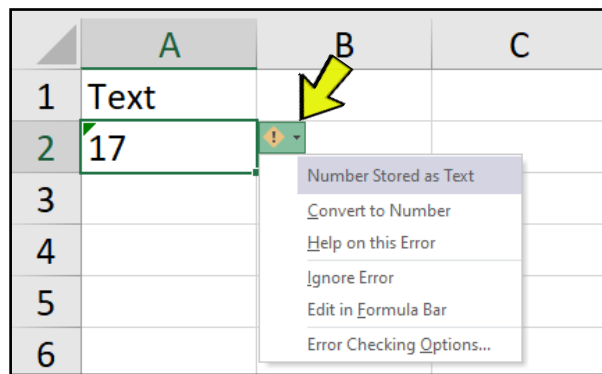 A B C
1 Text
2 17
Number Stored as Text
3 Convert to Number
Help on this Error
4 Ignore Error
5 Edit in Formula Bar
Error Checking Options...
6